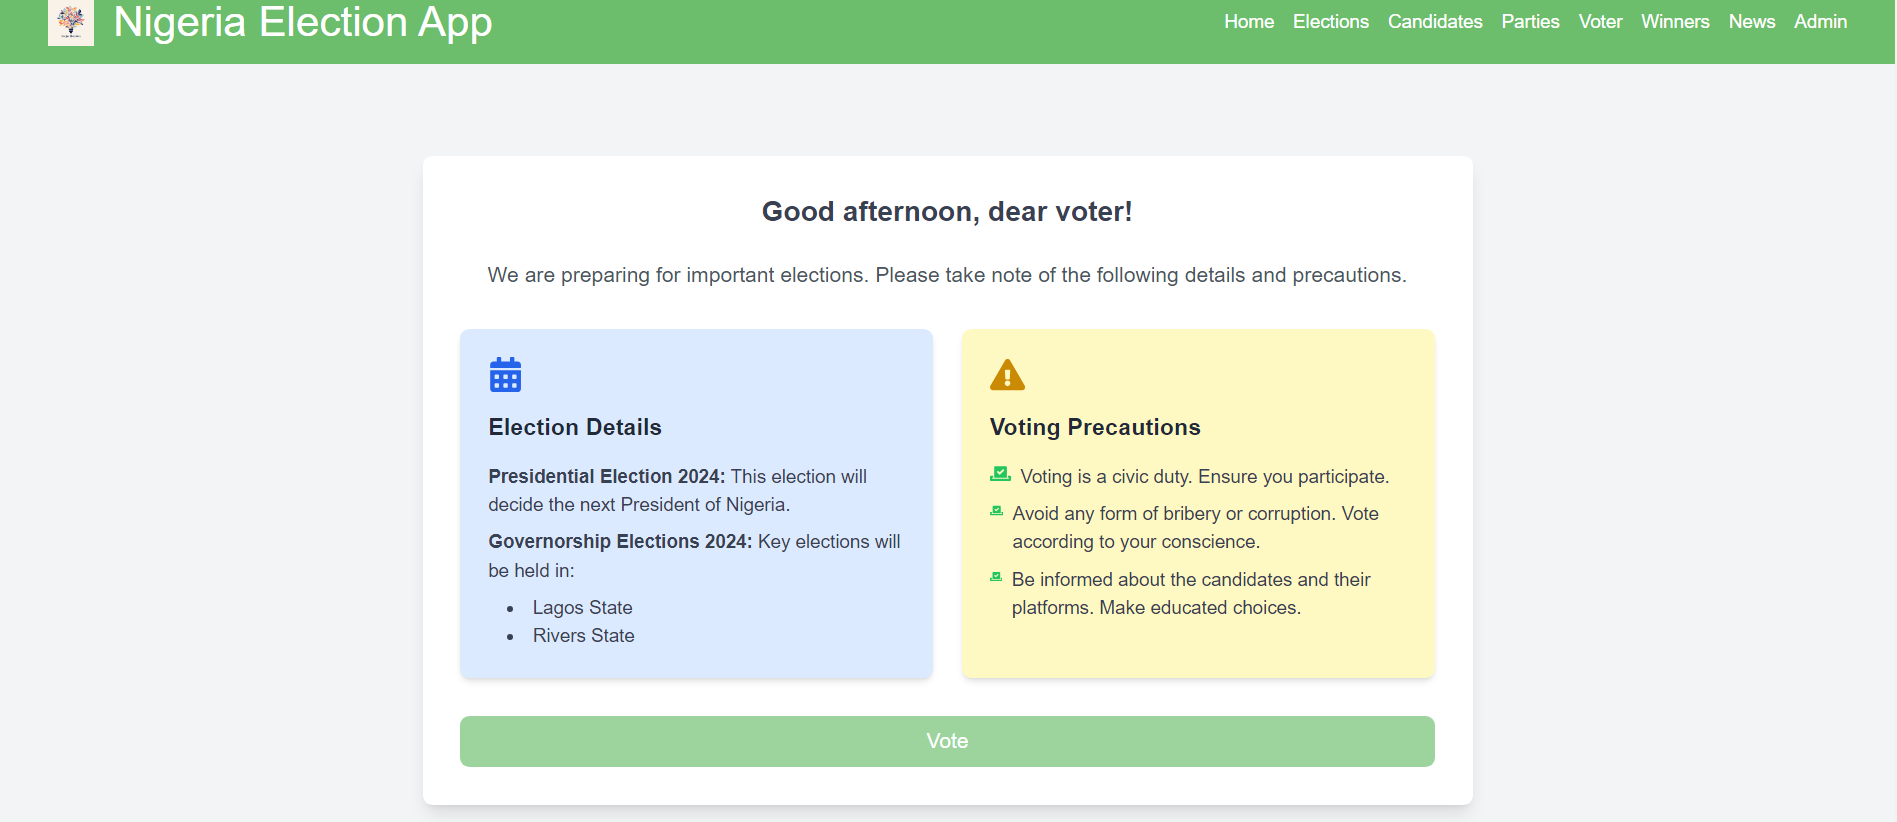 Nigeria Election App
Home Elections Candidates Parties Voter Winners News Admin
Good afternoon, dear voter!
We are preparing for important elections. Please take note of the following details and precautions.
Election Details
Presidential Election 2024: This election will
decide the next President of Nigeria.
Governorship Elections 2024: Key elections will
be held in:
Lagos State
Rivers State
Voting Precautions
Voting is a civic duty. Ensure you participate.
Avoid any form of bribery or corruption. Vote
according to your conscience.
Be informed about the candidates and their
platforms. Make educated choices.
Vote